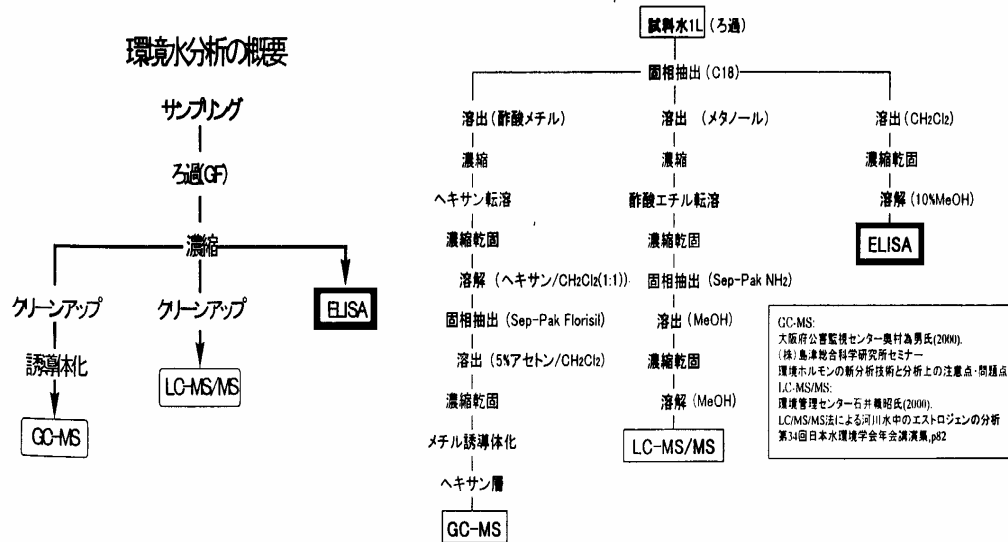 環境水分析の概要
サンプリング
ろ過(GF)
濃縮
クリーンアップ
クリーンアップ
ELISA
誘導体化
LC-MS/MS
GC-MS
試料水1L (ろ過)
固相抽出 (C18)
溶出 (酢酸メチル)
濃縮
ヘキサン転溶
濃縮乾固
溶解 (ヘキサン/CH2Cl2(1:1))
固相抽出 (Sep-Pak Florisil)
溶出 (5%アセトン/CH2Cl2)
濃縮乾固
メチル誘導体化
ヘキサン層
GC-MS
溶出 (メタノール)
濃縮
酢酸エチル転溶
濃縮乾固
固相抽出 (Sep-Pak NH2)
溶出 (MeOH)
濃縮乾固
溶解 (MeOH)
LC-MS/MS
溶出 (CH2Cl2)
濃縮乾固
溶解 (10%MeOH)
ELISA
GC-MS:
大阪府公害監視センター奥村為男氏(2000).
(株)島津総合科学研究所セミナー
環境ホルモンの新分析技術と分析上の注意点・問題点
LC-MS/MS:
環境管理センター石井義昭氏(2000).
LC/MS/MS法による河川水中のエストロジェンの分析
第34回日本水環境学会年会講演集,p82